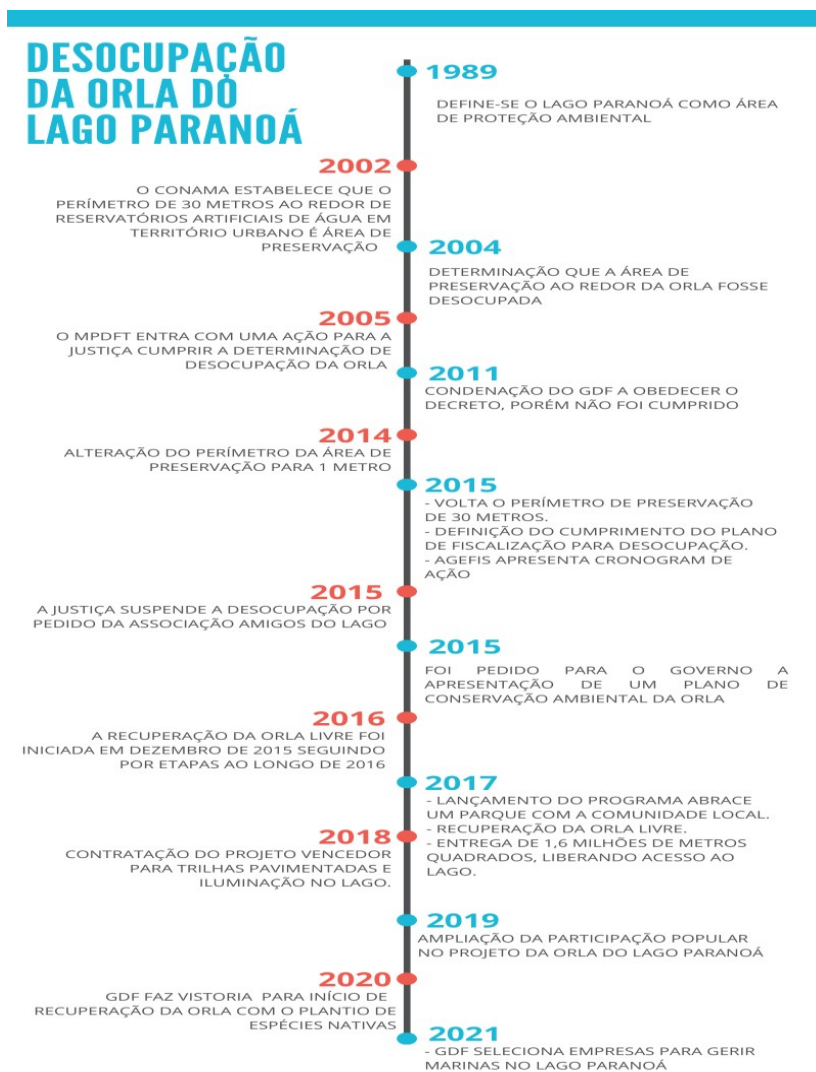 DESOCUPAÇÃO
DA ORLA DO
LAGO PARANOÁ
1989
DEFINE-SE O LAGO PARANOÁ COMO ÁREA
DE PROTEÇÃO AMBIENTAL
2002
O CONAMA ESTABELECE QUE O
PERÍMETRO DE 30 METROS AO REDOR DE
RESERVATÓRIOS ARTIFICIAIS DE ÁGUA EM
TERRITÓRIO URBANO É ÁREA DE
PRESERVAÇÃO
2004
DETERMINAÇÃO QUE A ÁREA DE
PRESERVAÇÃO AO REDOR DA ORLA FOSSE
DESOCUPADA
2005
O MPDFT ENTRA COM UMA AÇÃO PARA A
JUSTIÇA CUMPRIR A DETERMINAÇÃO DE
DESOCUPAÇÃO DA ORLA
2011
CONDENAÇÃO DO GDF A OBEDECER O
DECRETO, PORÉM NÃO FOI CUMPRIDO
2014
ALTERAÇÃO DO PERÍMETRO DA ÁREA DE
PRESERVAÇÃO PARA 1 METRO
2015
- VOLTA O PERÍMETRO DE PRESERVAÇÃO
DE 30 METROS.
- DEFINIÇÃO DO CUMPRIMENTO DO PLANO
DE FISCALIZAÇÃO PARA DESOCUPAÇÃO.
- AGEFIS APRESENTA CRONOGRAM DE
AÇÃO
2015
A JUSTIÇA SUSPENDE A DESOCUPAÇÃO POR
PEDIDO DA ASSOCIAÇÃO AMIGOS DO LAGO
2015
FOI PEDIDO PARA O GOVERNO A
APRESENTAÇÃO DE UM PLANO DE
CONSERVAÇÃO AMBIENTAL DA ORLA
2016
A RECUPERAÇÃO DA ORLA LIVRE FOI
INICIADA EM DEZEMBRO DE 2015 SEGUINDO
POR ETAPAS AO LONGO DE 2016
2017
- LANÇAMENTO DO PROGRAMA ABRACE
UM PARQUE COM A COMUNIDADE LOCAL.
- RECUPERAÇÃO DA ORLA LIVRE.
- ENTREGA DE 1,6 MILHÕES DE METROS
QUADRADOS, LIBERANDO ACESSO AO
LAGO.
2018
CONTRATAÇÃO DO PROJETO VENCEDOR
PARA TRILHAS PAVIMENTADAS E
ILUMINAÇÃO NO LAGO.
2019
AMPLIAÇÃO DA PARTICIPAÇÃO POPULAR
NO PROJETO DA ORLA DO LAGO PARANOÁ
2020
GDF FAZ VISTORIA PARA INÍCIO DE
RECUPERAÇÃO DA ORLA COM O PLANTIO DE
ESPÉCIES NATIVAS
2021
- GDF SELECIONA EMPRESAS PARA GERIR
MARINAS NO LAGO PARANOÁ